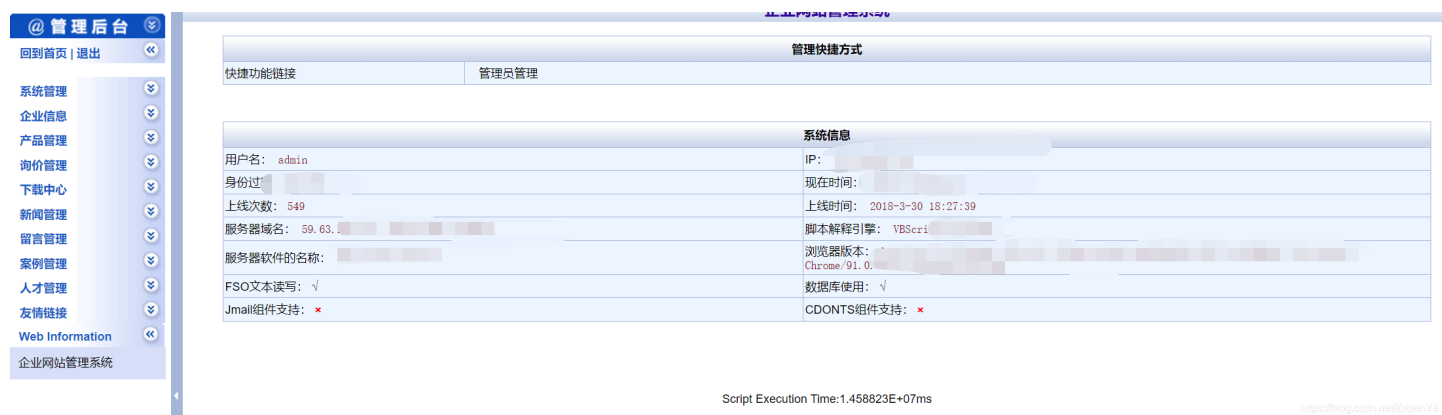 企业网站管理系统
@ 管理后台
回到首页 | 退出
系统管理
企业信息
产品管理
询价管理
下载中心
新闻管理
留言管理
案例管理
人才管理
友情链接
Web Information
企业网站管理系统
管理快捷方式
快捷功能链接 管理员管理
系统信息
用户名: admin IP:
身份过 现在时间:
上线次数: 549 上线时间: 2018-3-30 18:27:39
服务器域名: 59.63. 脚本解释引擎: VBScri
服务器软件的名称: 浏览器版本:
Chrome/91.0.
FSO文本读写: √ 数据库使用: √
Jmail组件支持: × CDONTS组件支持: ×
Script Execution Time:1.458823E+07ms
https://blog.csdn.net/ZripenYe